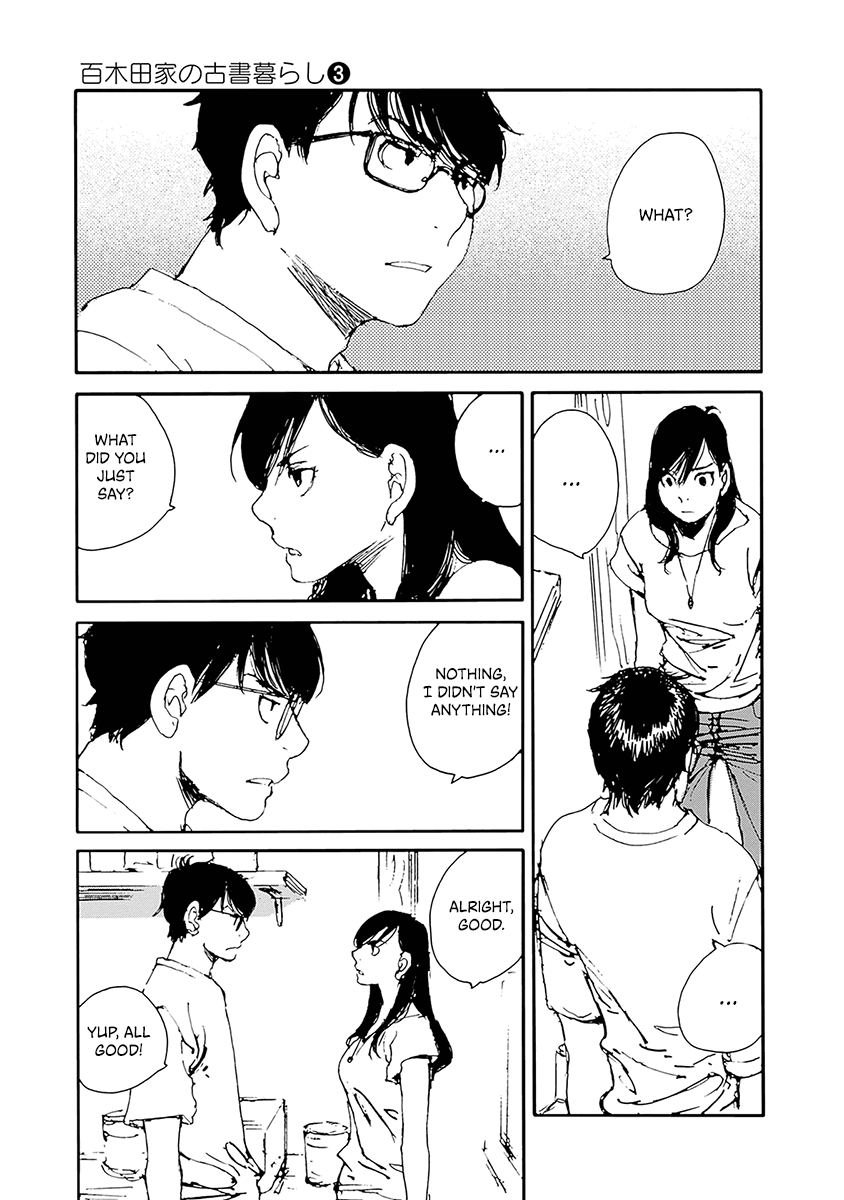 百木田家の古書暮らし❸
WHAT?
...
...
...
WHAT
DID YOU
JUST
SAY?
NOTHING,
I DIDN'T SAY
ANYTHING!
ALRIGHT,
GOOD.
YUP, ALL
GOOD!